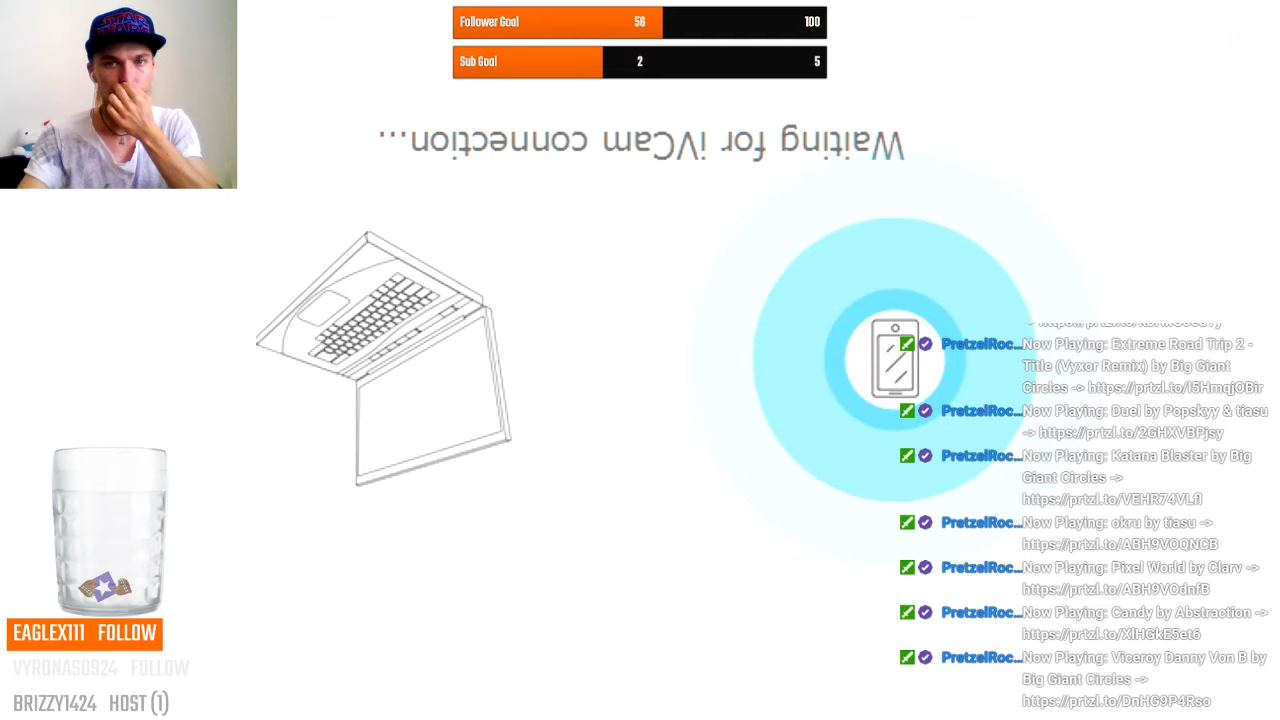 STAR
WARS
Follower Goal 56 100
Sub Goal 2 5
Waiting for iVCam connection...
PretzelRoc... Now Playing: Extreme Road Trip 2 -
Title (Vyxor Remix) by Big Giant
Circles -> https://prtzl.to/l5HmqjOBir
PretzelRoc... Now Playing: Duel by Popskyy & tiasu
-> https://prtzl.to/2GHXVBPjsy
PretzelRoc... Now Playing: Katana Blaster by Big
Giant Circles ->
https://prtzl.to/VEHR74VLfl
PretzelRoc... Now Playing: okru by tiasu ->
https://prtzl.to/ABH9VOQNCB
PretzelRoc... Now Playing: Pixel World by Clarv ->
https://prtzl.to/ABH9VOdnfB
PretzelRoc... Now Playing: Candy by Abstraction ->
https://prtzl.to/XlHGkE5et6
PretzelRoc... Now Playing: Viceroy Danny Von B by
Big Giant Circles ->
https://prtzl.to/DnHG9P4Rso
EAGLEX111 FOLLOW
VYRONAS0924 FOLLOW
BRIZZY1424 HOST (1)